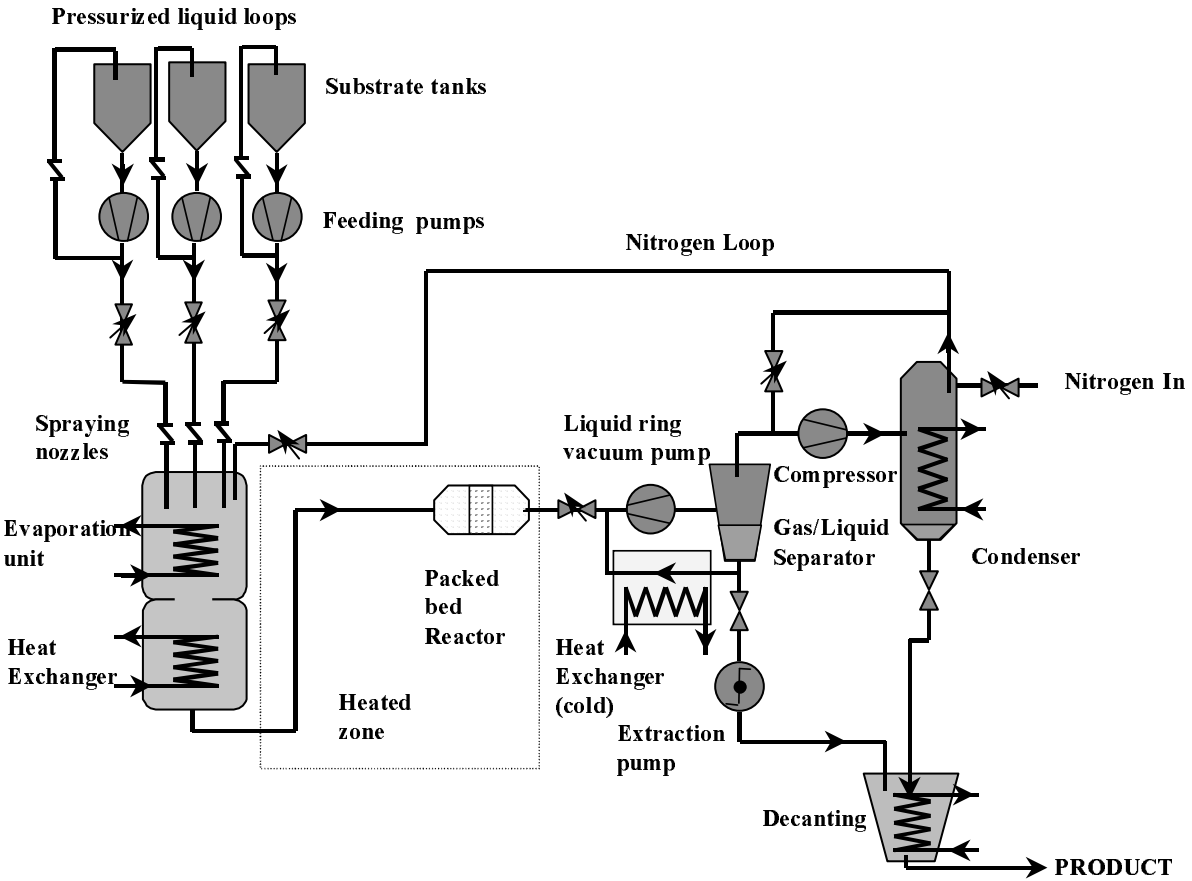 Pressurized liquid loops
Substrate tanks
Feeding pumps
Nitrogen Loop
Nitrogen In
Spraying
nozzles
Liquid ring
vacuum pump
Compressor
Evaporation
unit
Gas/Liquid
Separator
Condenser
Packed
bed
Reactor
Heat
Exchanger
Heat
Exchanger
(cold)
Heated
zone
Extraction
pump
Decanting
PRODUCT